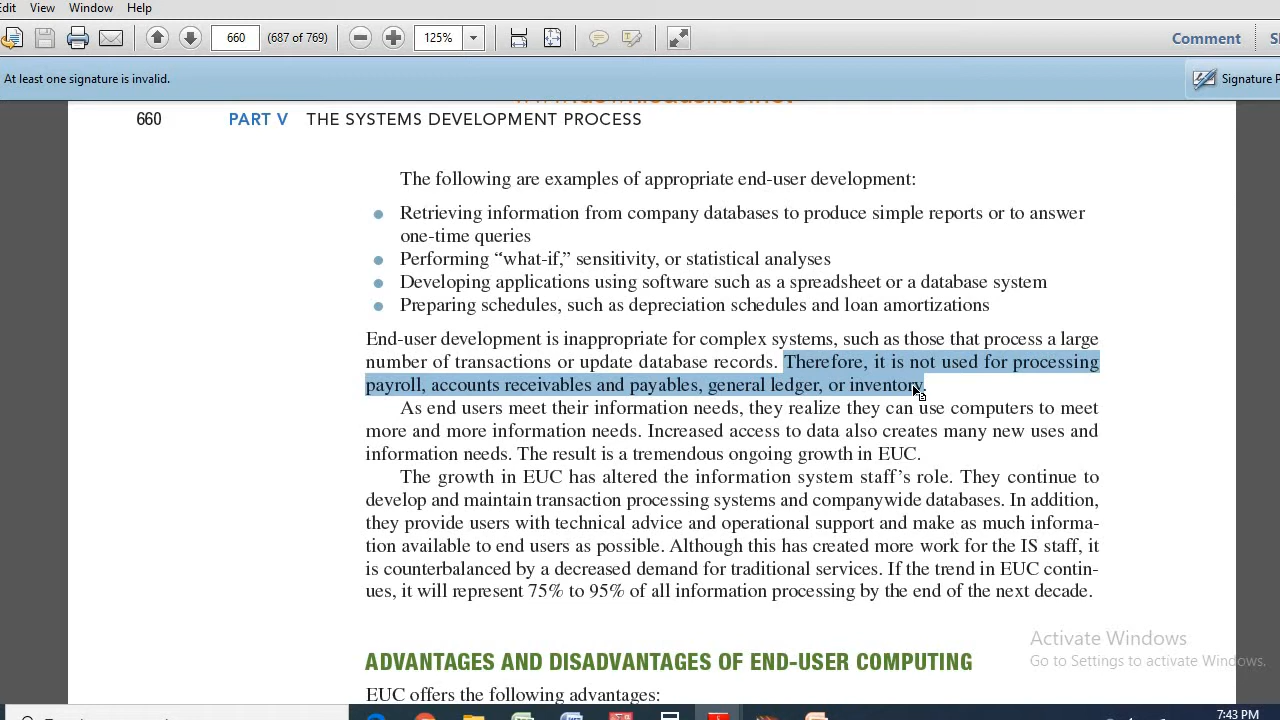 Edit View Window Help
660 (687 of 769) 125% Comment
At least one signature is invalid. Signature P
660 PART V THE SYSTEMS DEVELOPMENT PROCESS
The following are examples of appropriate end-user development:
● Retrieving information from company databases to produce simple reports or to answer
one-time queries
● Performing “what-if,” sensitivity, or statistical analyses
● Developing applications using software such as a spreadsheet or a database system
● Preparing schedules, such as depreciation schedules and loan amortizations
End-user development is inappropriate for complex systems, such as those that process a large
number of transactions or update database records. Therefore, it is not used for processing
payroll, accounts receivables and payables, general ledger, or inventory.
As end users meet their information needs, they realize they can use computers to meet
more and more information needs. Increased access to data also creates many new uses and
information needs. The result is a tremendous ongoing growth in EUC.
The growth in EUC has altered the information system staff’s role. They continue to
develop and maintain transaction processing systems and companywide databases. In addition,
they provide users with technical advice and operational support and make as much informa-
tion available to end users as possible. Although this has created more work for the IS staff, it
is counterbalanced by a decreased demand for traditional services. If the trend in EUC contin-
ues, it will represent 75% to 95% of all information processing by the end of the next decade.
Activate Windows
Go to Settings to activate Windows.
ADVANTAGES AND DISADVANTAGES OF END-USER COMPUTING
EUC offers the following advantages:
7:43 PM